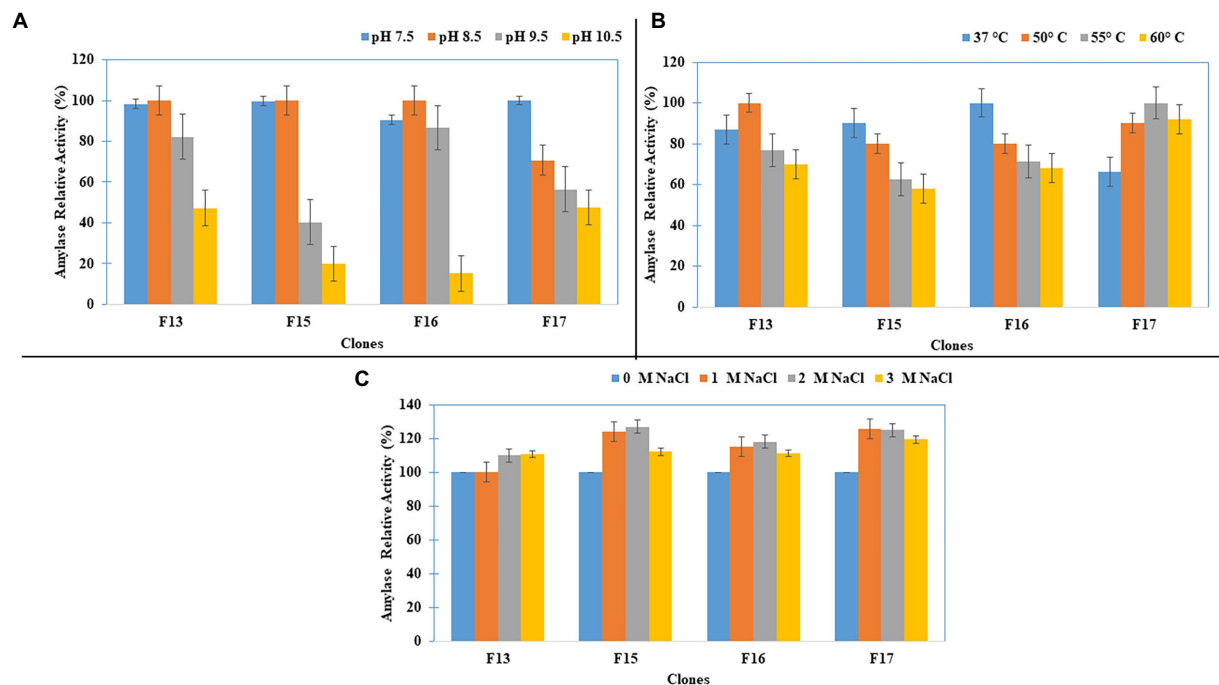 A
pH 7.5 pH 8.5 pH 9.5 pH 10.5
Amylase Relative Activity (%)
120
100
80
60
40
20
0
F13 F15 F16 F17
Clones
B
37 °C 50° C 55° C 60° C
Amylase Relative Activity (%)
120
100
80
60
40
20
0
F13 F15 F16 F17
Clones
C
0 M NaCl 1 M NaCl 2 M NaCl 3 M NaCl
Amylase Relative Activity (%)
140
120
100
80
60
40
20
0
F13 F15 F16 F17
Clones